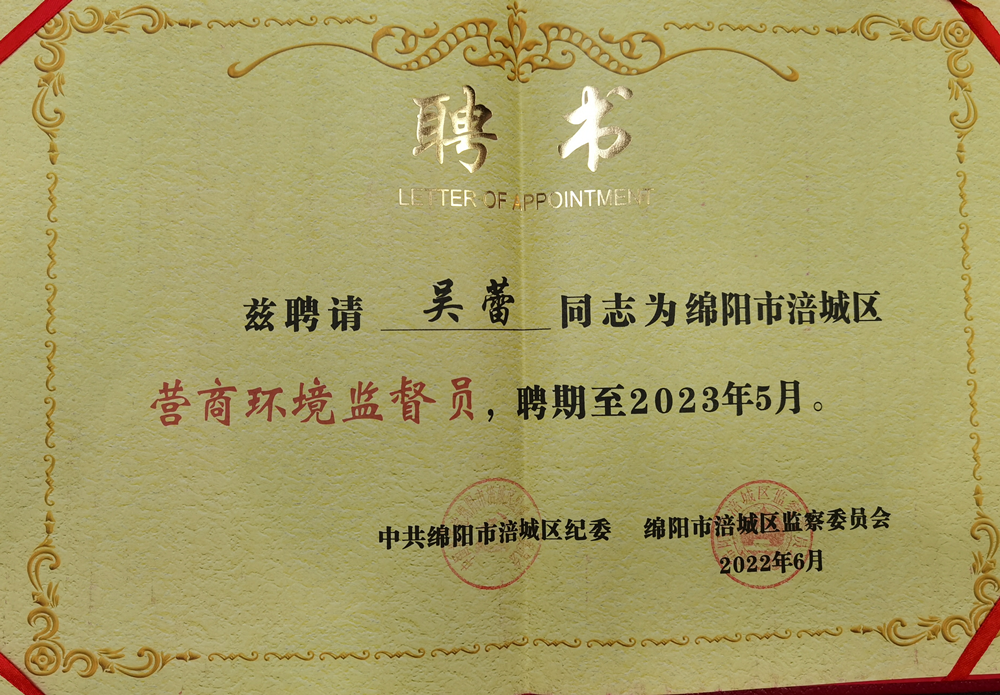 聘书
LETTER OF APPOINTMENT
兹聘请 吴蕾 同志为绵阳市涪城区
营商环境监督员，聘期至2023年5月。
中共绵阳市涪城区纪委 绵阳市涪城区监察委员会
2022年6月